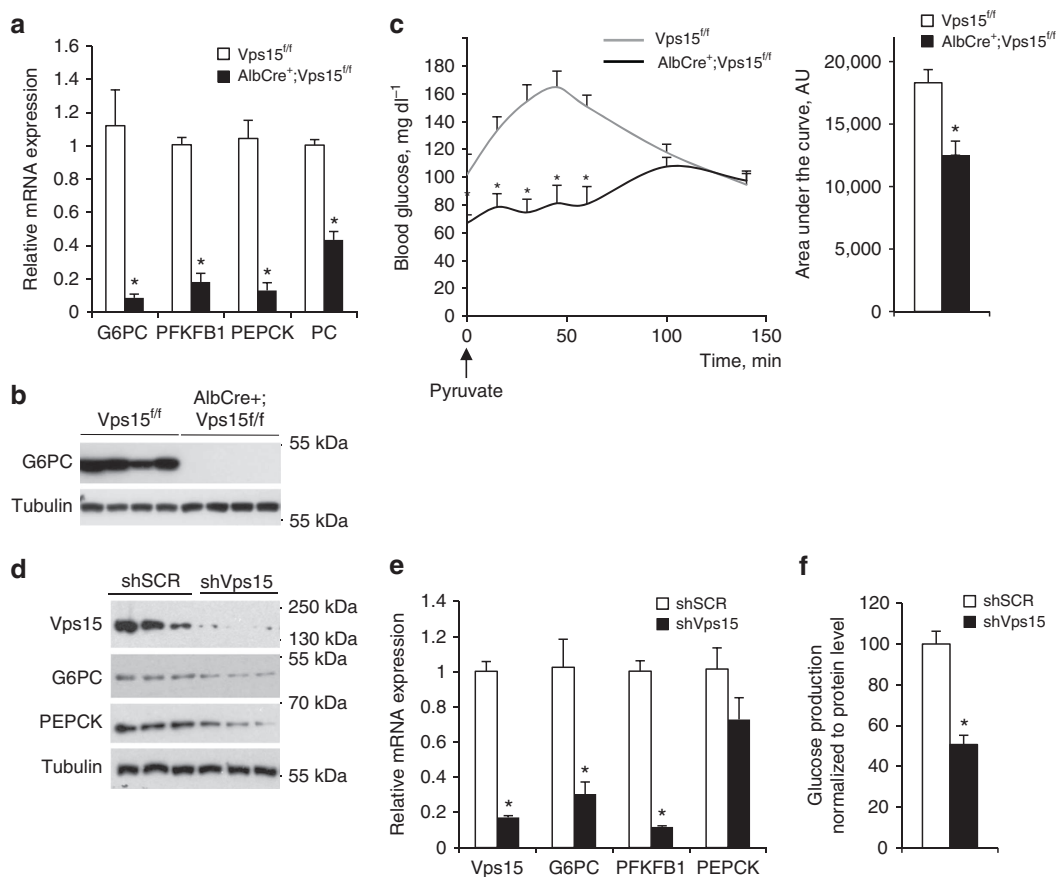 a
Vps15f/f
AlbCre+;Vps15f/f
Relative mRNA expression
1.6
1.4
1.2
1
0.8
0.6
0.4
0.2
0
* * * *
G6PC PFKFB1 PEPCK PC
c
Vps15f/f
AlbCre+;Vps15f/f
Blood glucose, mg dl–1
180
160
140
120
100
80
60
40
20
0
* * * * *
0 50 100 150
Time, min
Pyruvate
Vps15f/f
AlbCre+;Vps15f/f
Area under the curve, AU
20,000
15,000
10,000
5,000
0
*
b
Vps15f/f
AlbCre+;
Vps15f/f
55 kDa
G6PC
Tubulin
55 kDa
d
shSCR shVps15
250 kDa
Vps15
130 kDa
55 kDa
G6PC
70 kDa
PEPCK
Tubulin
55 kDa
e
shSCR
shVps15
Relative mRNA expression
1.4
1.2
1
0.8
0.6
0.4
0.2
0
* * *
Vps15 G6PC PFKFB1 PEPCK
f
shSCR
shVps15
Glucose production
normalized to protein level
120
100
80
60
40
20
0
*